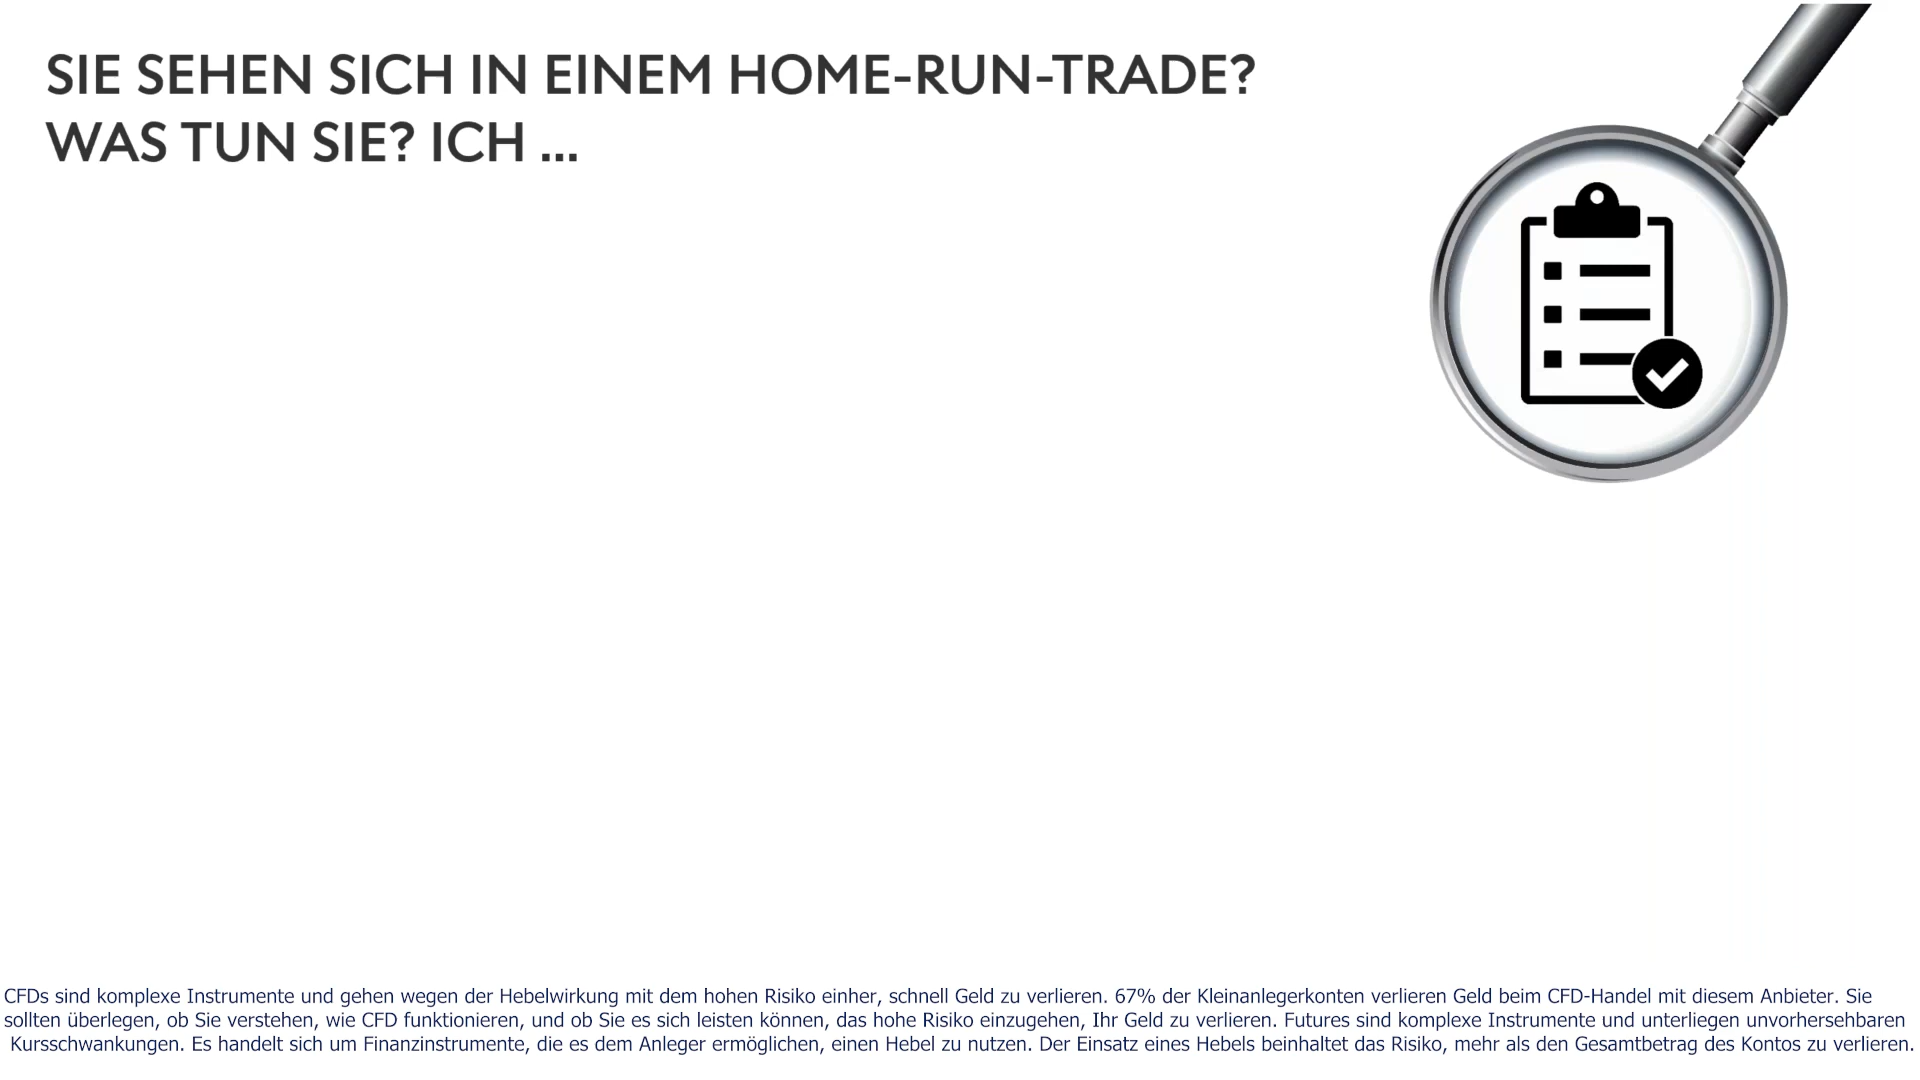 SIE SEHEN SICH IN EINEM HOME-RUN-TRADE?
WAS TUN SIE? ICH ...
CFDs sind komplexe Instrumente und gehen wegen der Hebelwirkung mit dem hohen Risiko einher, schnell Geld zu verlieren. 67% der Kleinanlegerkonten verlieren Geld beim CFD-Handel mit diesem Anbieter. Sie
sollten überlegen, ob Sie verstehen, wie CFD funktionieren, und ob Sie es sich leisten können, das hohe Risiko einzugehen, Ihr Geld zu verlieren. Futures sind komplexe Instrumente und unterliegen unvorhersehbaren
Kursschwankungen. Es handelt sich um Finanzinstrumente, die es dem Anleger ermöglichen, einen Hebel zu nutzen. Der Einsatz eines Hebels beinhaltet das Risiko, mehr als den Gesamtbetrag des Kontos zu verlieren.